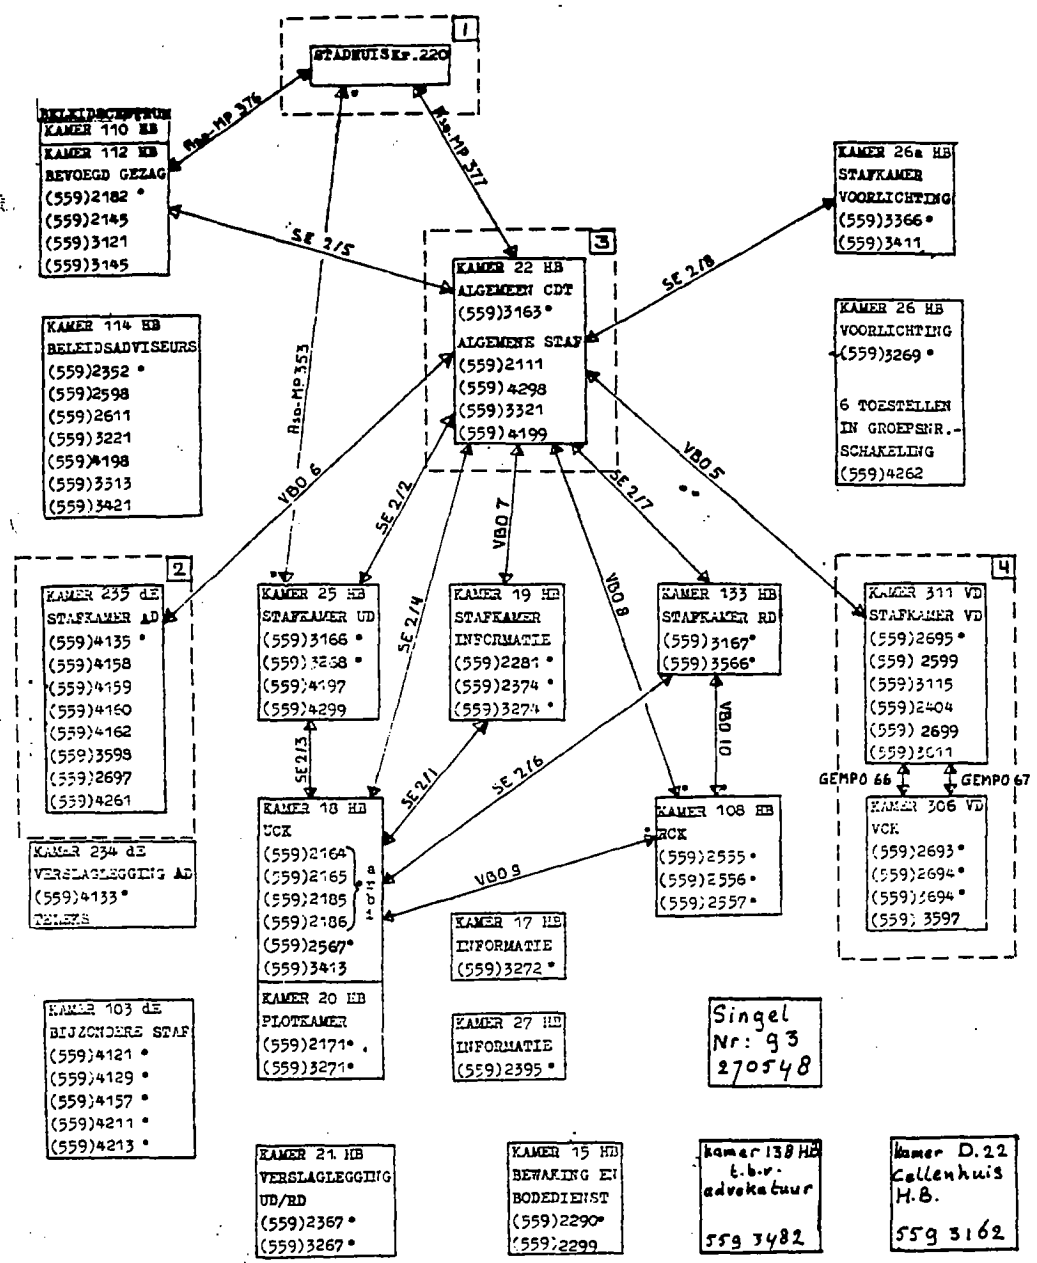 1
STADHUIS Kr. 220
Asp-MP 376
Asp-MP 377
Asp-MP 353
BELEIDSCENTRUM
KAMER 110 HB
KAMER 112 HB
BEVOEGD GEZAG
(559)2182 •
(559)2145
(559)3121
(559)3145
SE 2/5
KAMER 26a HB
STAFKAMER
VOORLICHTING
(559)3366 •
(559)3411
SE 2/8
3
KAMER 22 HB
ALGEMEEN CDT
(559)3163 •
ALGEMENE STAF
(559)2111
(559)4298
(559)3321
(559)4199
KAMER 114 HB
BELEIDSADVISEURS
(559)2352 •
(559)2598
(559)2611
(559)3221
(559)4198
(559)3313
(559)3421
KAMER 26 HB
VOORLICHTING
(559)3269 •
6 TOESTELLEN
IN GROEPSNR.-
SCHAKELING
(559)4262
VBO 6
SE 2/2
SE 2/4
VBO 7
VBO 8
SE 2/7
VBO 5
2
KAMER 235 dE
STAFKAMER AD
(559)4135 •
(559)4158
(559)4159
(559)4160
(559)4162
(559)3598
(559)2697
(559)4261
KAMER 25 HB
STAFKAMER UD
(559)3166 •
(559)3268 •
(559)4197
(559)4299
KAMER 19 HB
STAFKAMER
INFORMATIE
(559)2281 •
(559)2374 •
(559)3274 •
KAMER 133 HB
STAFKAMER RD
(559)3167 •
(559)3566 •
4
KAMER 311 VD
STAFKAMER VD
(559)2695 •
(559) 2599
(559)3115
(559)2404
(559) 2699
(559)3611
GEMPO 66
GEMPO 67
KAMER 306 VD
VCK
(559)2693 •
(559)2694 •
(559)3694 •
(559) 3597
SE 2/3
SE 2/1
SE 2/6
VBO 10
VBO 9
KAMER 234 dE
VERSLAGLEGGING AD
(559)4133 •
TELEKS
KAMER 18 HB
UCK
(559)2164
(559)2165
(559)2185
(559)2186
(559)2567 •
(559)3413
KAMER 20 HB
PLOTKAMER
(559)2171 •
(559)3271 •
KAMER 108 HB
RCK
(559)2555 •
(559)2556 •
(559)2557 •
KAMER 17 HB
INFORMATIE
(559)3272 •
KAMER 27 HB
INFORMATIE
(559)2395 •
KAMER 103 dE
BIJZONDERE STAF
(559)4121 •
(559)4129 •
(559)4157 •
(559)4211 •
(559)4213 •
Singel
Nr: 93
270548
KAMER 21 HB
VERSLAGLEGGING
UD/RD
(559)2367 •
(559)3267 •
KAMER 15 HB
BEWAKING EN
BODEDIENST
(559)2290 •
(559)2299
kamer 138 HB
t.b.v.
advokatuur
559 3482
kamer D.22
Collenhuis
H.B.
559 3162